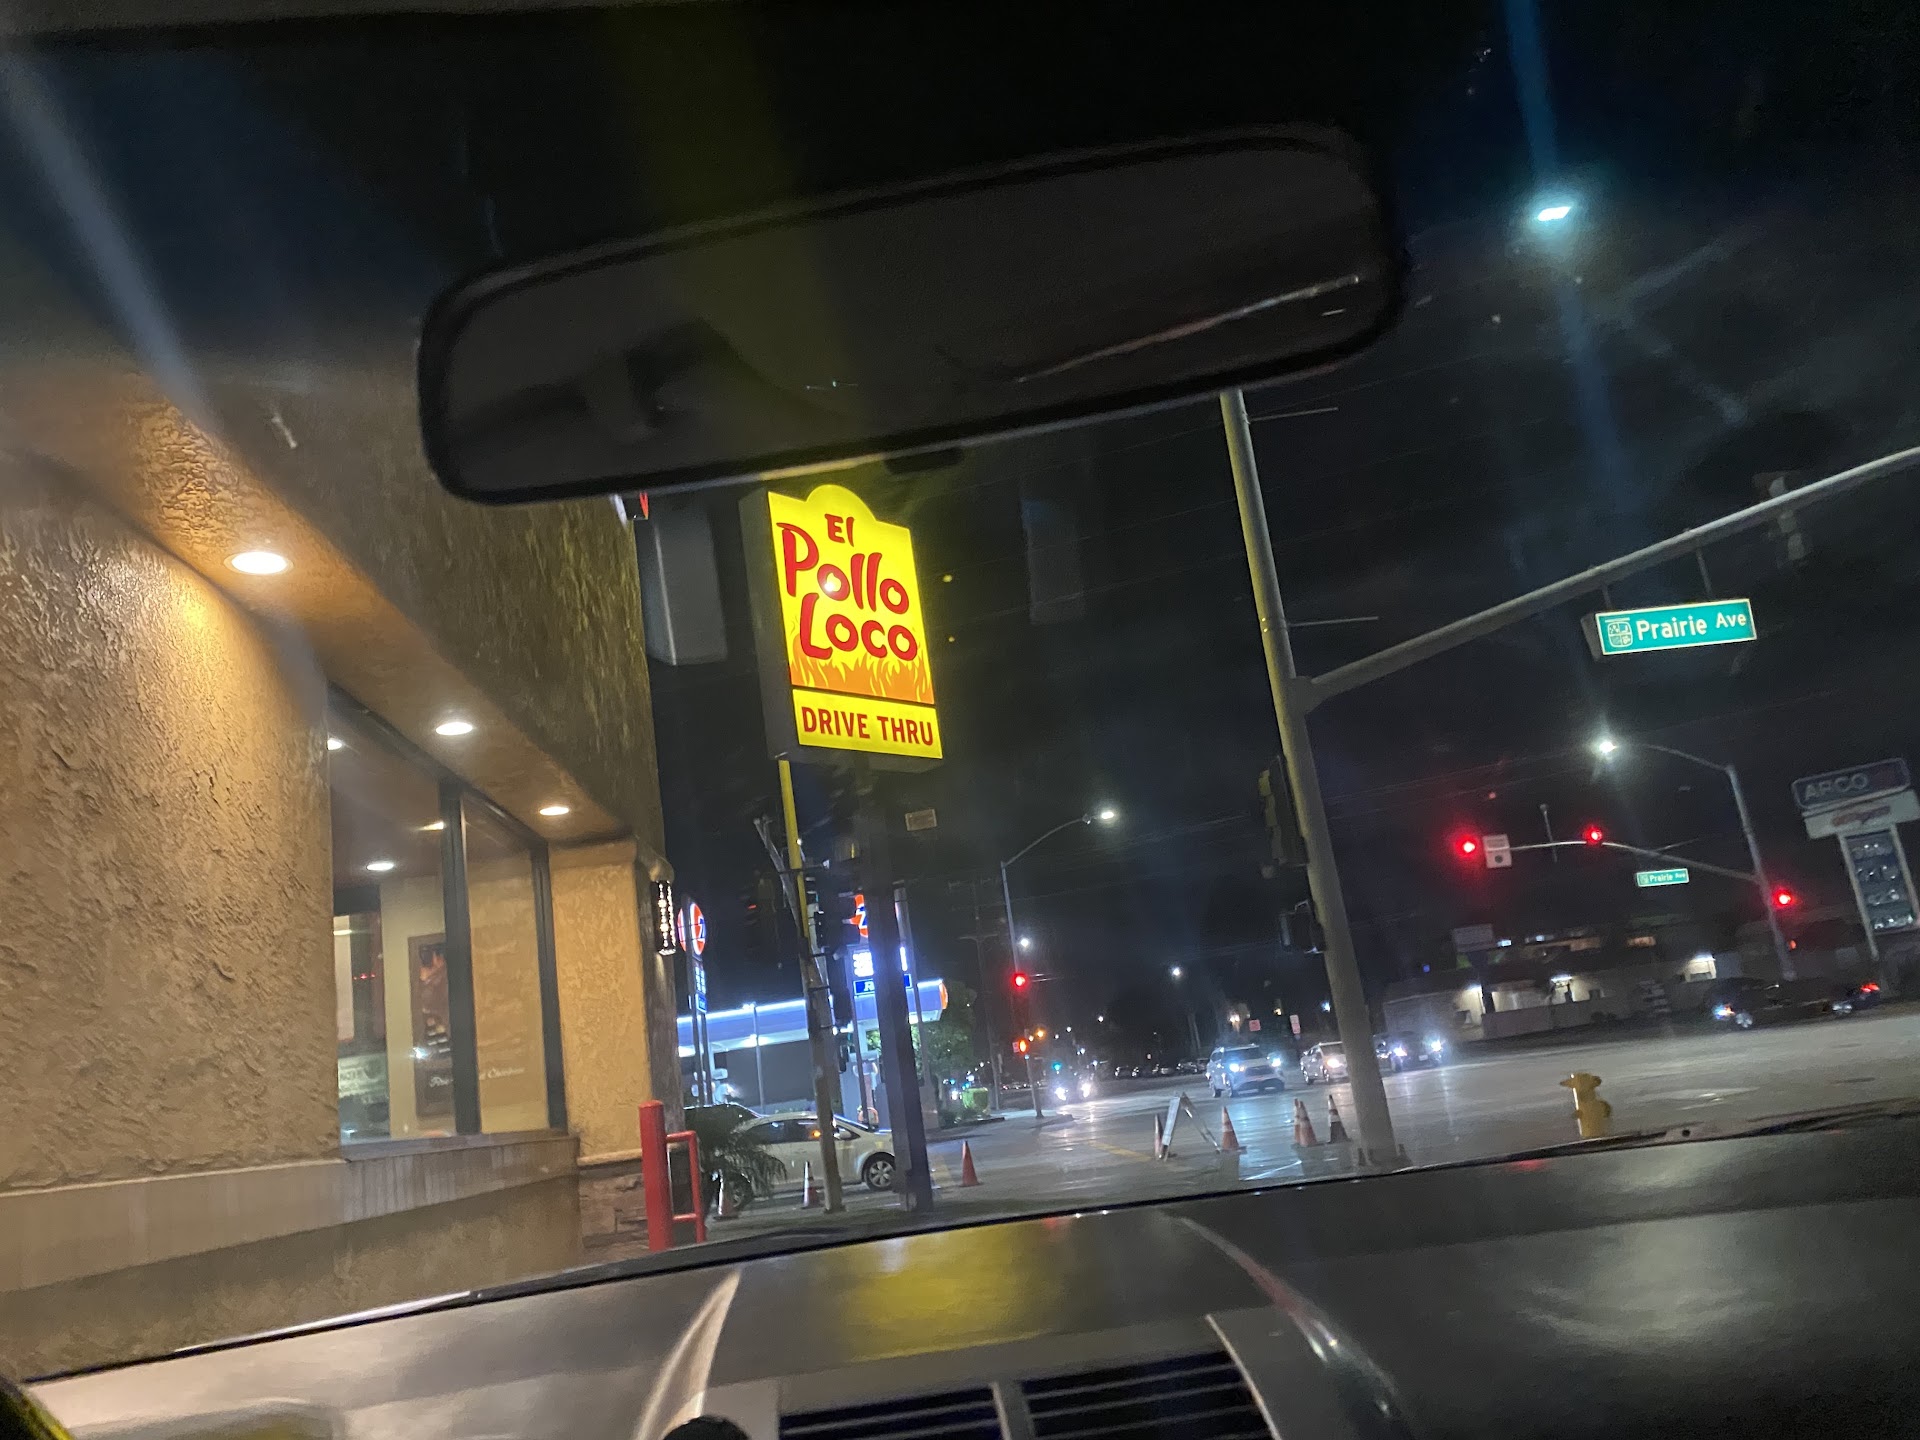 El
Pollo
Loco
DRIVE THRU
Prairie Ave
Prairie Ave
ARCO